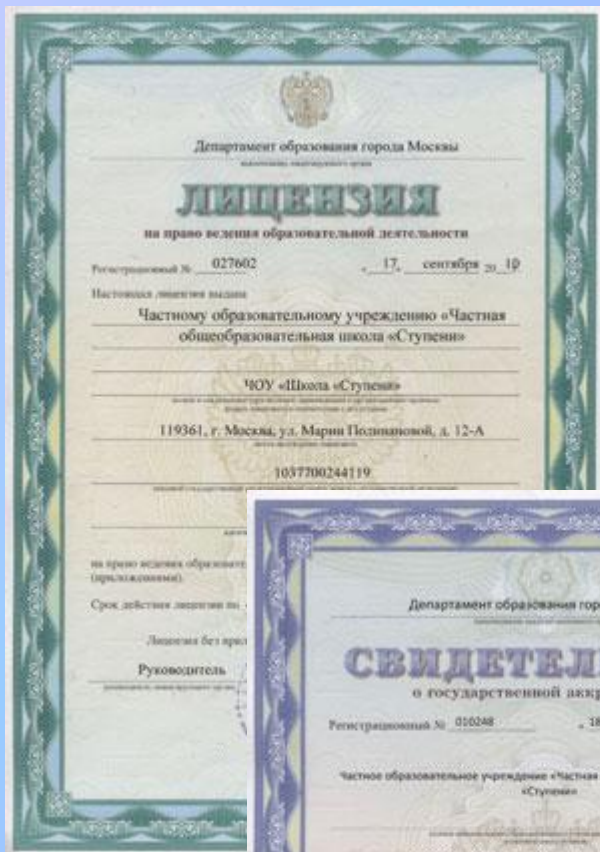 Департамент образования города Москвы
ЛИЦЕНЗИЯ
на право ведения образовательной деятельности
Регистрационный № 027602 « 17 » сентября 20 10
Настоящая лицензия выдана
Частному образовательному учреждению «Частная
общеобразовательная школа «Ступени»
ЧОУ «Школа «Ступени»
119361, г. Москва, ул. Марии Поливановой, д. 12-А
1037700244119
на право ведения образовате
(приложениями).
Срок действия лицензии по
Лицензия без прил
Руководитель
Департамент образования гор
СВИДЕТЕЛ
о государственной аккр
Регистрационный № 010248 « 18
Частное образовательное учреждение «Частная
«Ступени»